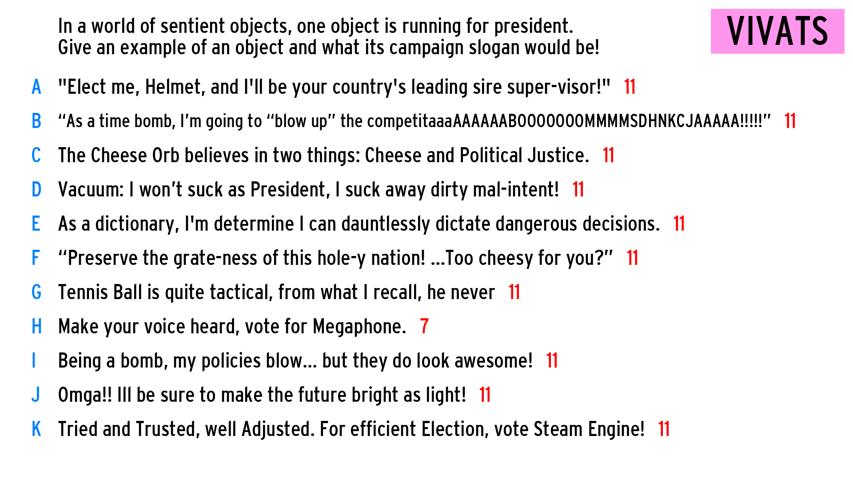 In a world of sentient objects, one object is running for president.
Give an example of an object and what its campaign slogan would be!
VIVATS
A "Elect me, Helmet, and I'll be your country's leading sire super-visor!" 11
B “As a time bomb, I’m going to “blow up” the competitaaaAAAAAABOOOOOOOMMMMSDHNKCJAAAAA!!!!!” 11
C The Cheese Orb believes in two things: Cheese and Political Justice. 11
D Vacuum: I won’t suck as President, I suck away dirty mal-intent! 11
E As a dictionary, I'm determine I can dauntlessly dictate dangerous decisions. 11
F “Preserve the grate-ness of this hole-y nation! ...Too cheesy for you?” 11
G Tennis Ball is quite tactical, from what I recall, he never 11
H Make your voice heard, vote for Megaphone. 7
I Being a bomb, my policies blow... but they do look awesome! 11
J Omga!! Ill be sure to make the future bright as light! 11
K Tried and Trusted, well Adjusted. For efficient Election, vote Steam Engine! 11